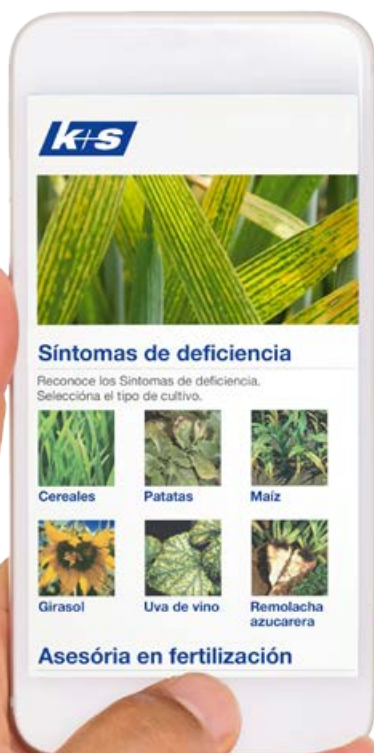 K+S
Síntomas de deficiencia
Reconoce los Síntomas de deficiencia.
Seleccióna el tipo de cultivo.
Cereales
Patatas
Maíz
Girasol
Uva de vino
Remolacha
azucarera
Asesória en fertilización